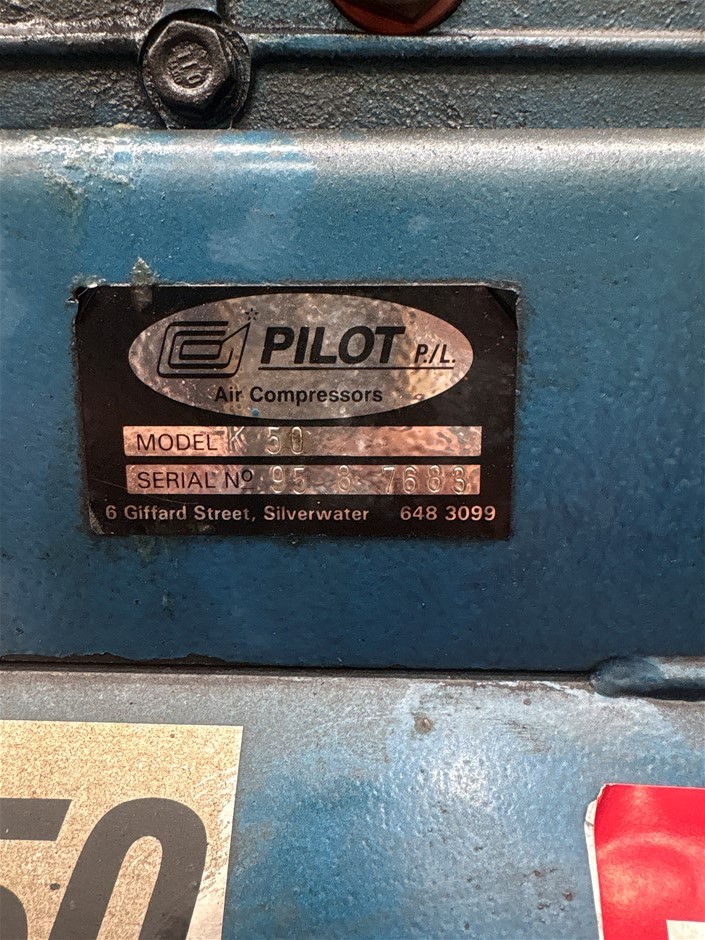 PILOT P./L.
Air Compressors
MODEL K 50
SERIAL Nº 95 8 7683
6 Giffard Street, Silverwater 648 3099
50